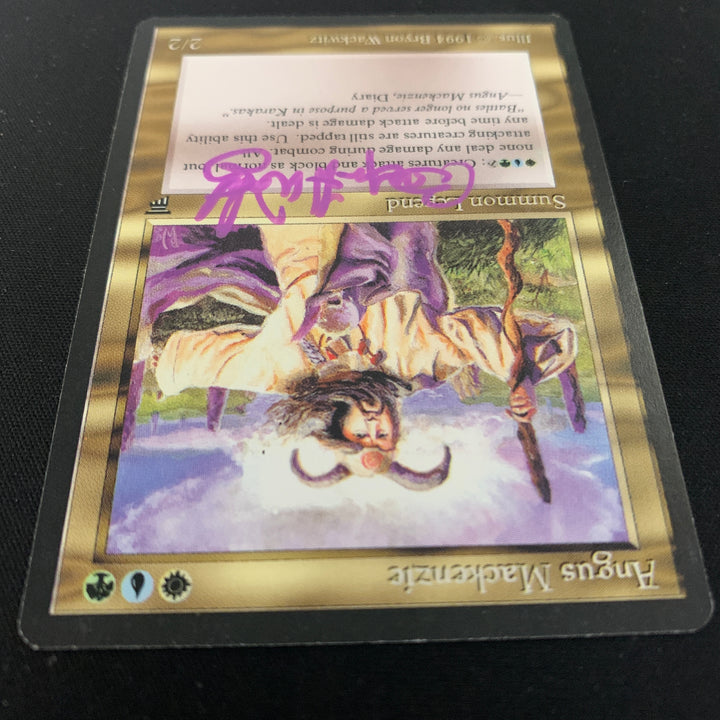 Angus Mackenzie
Summon Legend
: Creatures attack and block as normal but
none deal any damage during combat. All
attacking creatures are still tapped. Use this ability
any time before attack damage is dealt.
"Battles no longer served a purpose in Karakas."
—Angus Mackenzie, Diary
Illus. © 1994 Bryon Wackwitz
2/2